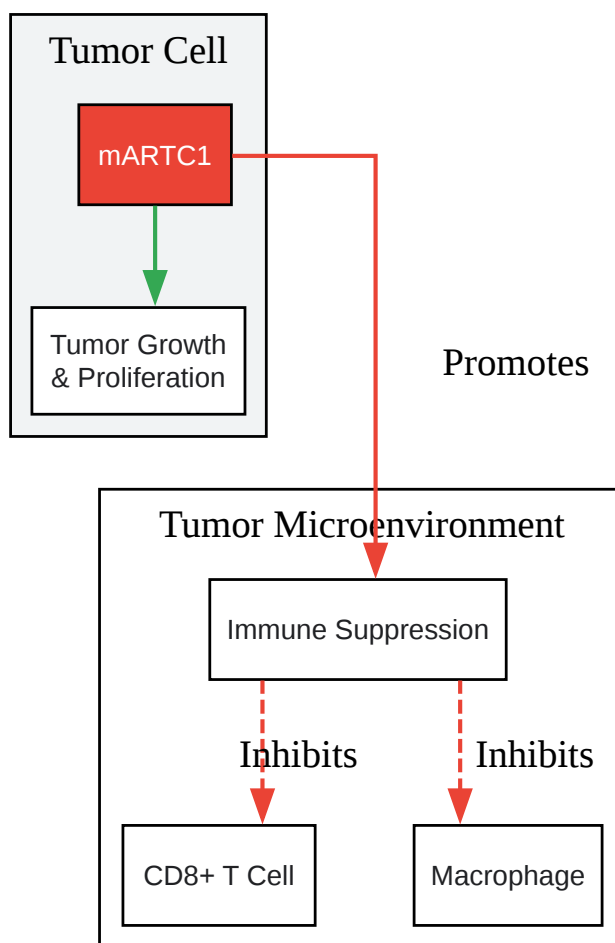 Tumor Cell
mARTC1
Tumor Growth
& Proliferation
Promotes
Tumor Microenvironment
Immune Suppression
Inhibits
Inhibits
CD8+ T Cell
Macrophage